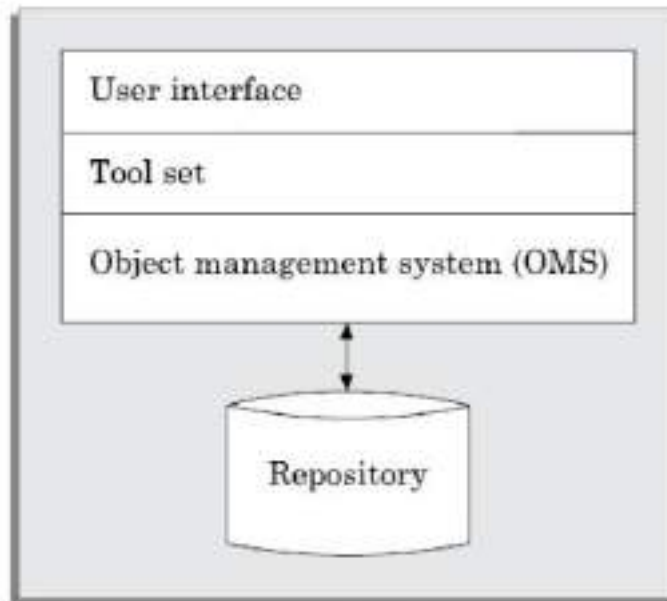 User interface
Tool set
Object management system (OMS)
Repository